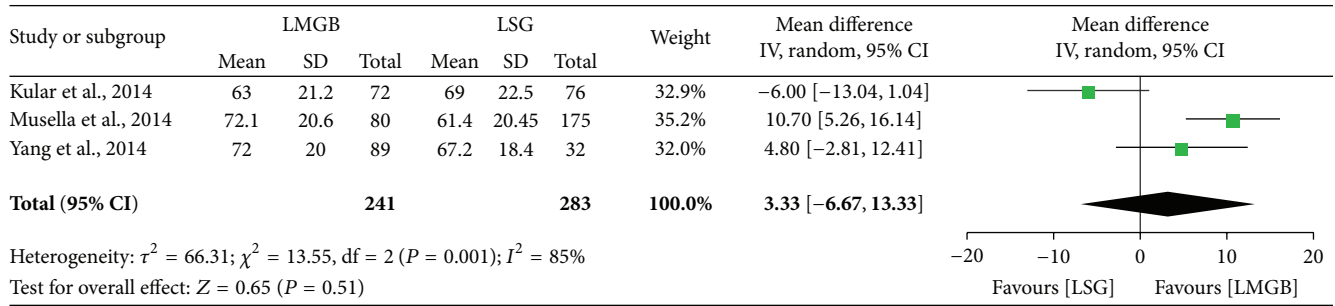 Study or subgroup LMGB LSG Weight Mean difference IV, random, 95% CI Mean difference IV, random, 95% CI
Mean SD Total Mean SD Total
Kular et al., 2014 63 21.2 72 69 22.5 76 32.9% −6.00 [−13.04, 1.04]
Musella et al., 2014 72.1 20.6 80 61.4 20.45 175 35.2% 10.70 [5.26, 16.14]
Yang et al., 2014 72 20 89 67.2 18.4 32 32.0% 4.80 [−2.81, 12.41]
Total (95% CI) 241 283 100.0% 3.33 [−6.67, 13.33]
Heterogeneity: τ² = 66.31; χ² = 13.55, df = 2 (P = 0.001); I² = 85%
Test for overall effect: Z = 0.65 (P = 0.51)
−20 −10 0 10 20
Favours [LSG] Favours [LMGB]